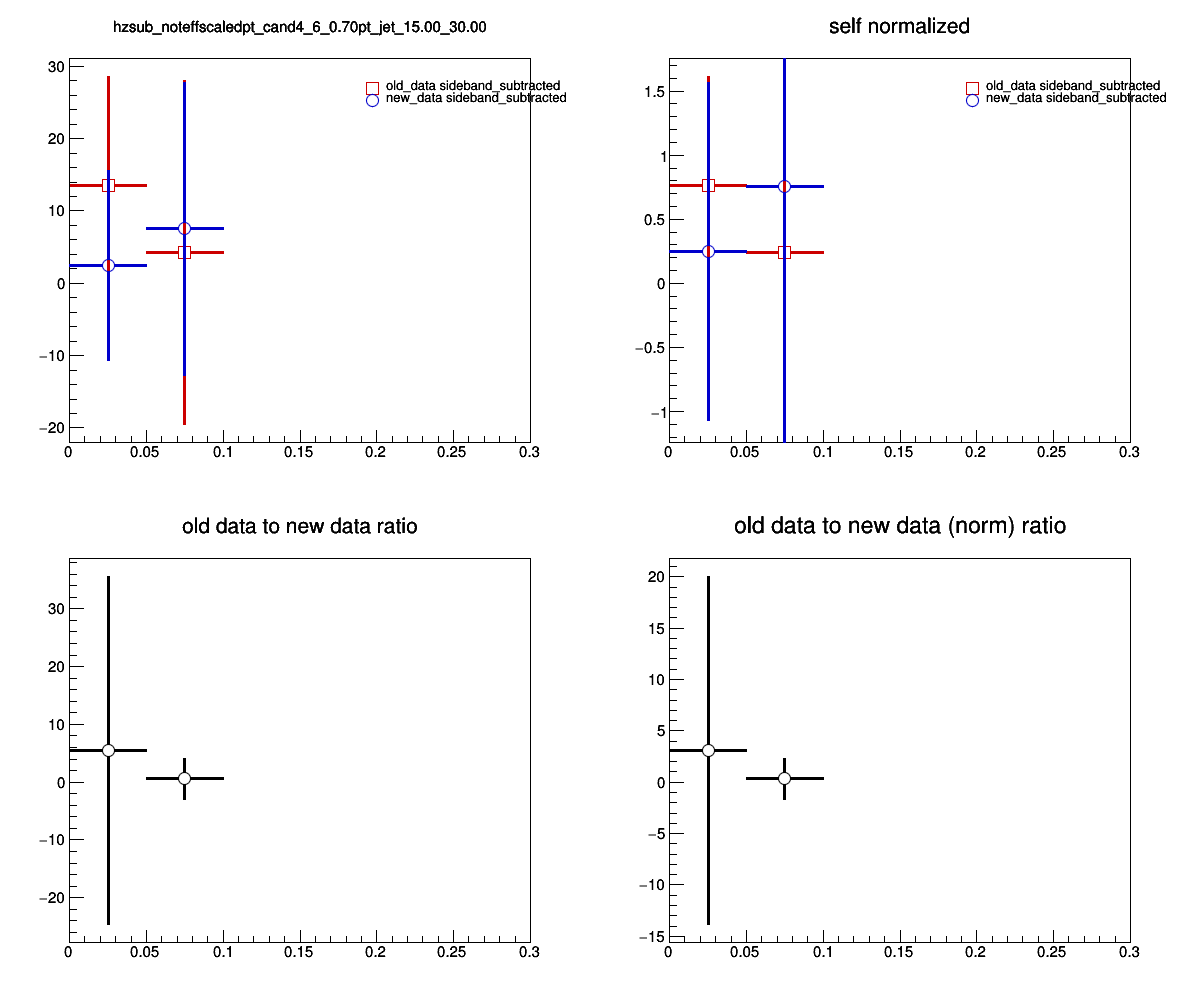 hzsub_noteffscaledpt_cand4_6_0.70pt_jet_15.00_30.00
old_data sideband_subtracted
new_data sideband_subtracted
30
20
10
0
−10
−20
0 0.05 0.1 0.15 0.2 0.25 0.3
self normalized
old_data sideband_subtracted
new_data sideband_subtracted
1.5
1
0.5
0
−0.5
−1
0 0.05 0.1 0.15 0.2 0.25 0.3
old data to new data ratio
30
20
10
0
−10
−20
0 0.05 0.1 0.15 0.2 0.25 0.3
old data to new data (norm) ratio
20
15
10
5
0
−5
−10
−15
0 0.05 0.1 0.15 0.2 0.25 0.3